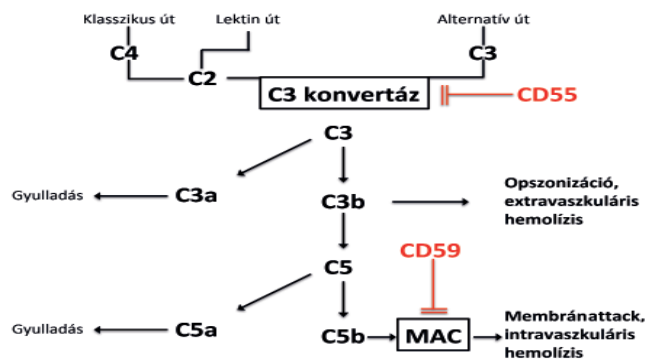 Klasszikus út
Lektin út
Alternatív út
C4
C3
C2
C3 konvertáz
CD55
C3
Gyulladás
C3a
C3b
Opszonizáció,
extravaszkuláris
hemolízis
CD59
C5
Gyulladás
C5a
C5b
MAC
Membránattack,
intravaszkuláris
hemolízis